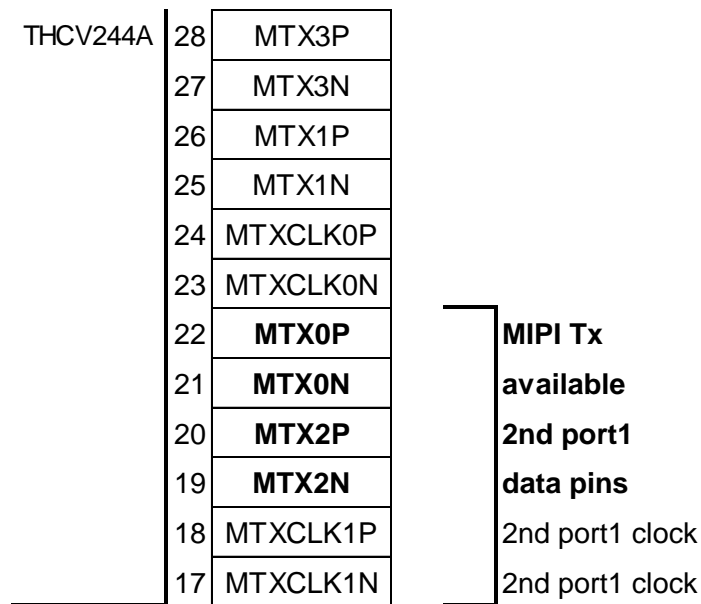 THCV244A 28 MTX3P
27 MTX3N
26 MTX1P
25 MTX1N
24 MTXCLK0P
23 MTXCLK0N
22 MTX0P MIPI Tx
21 MTX0N available
20 MTX2P 2nd port1
19 MTX2N data pins
18 MTXCLK1P 2nd port1 clock
17 MTXCLK1N 2nd port1 clock